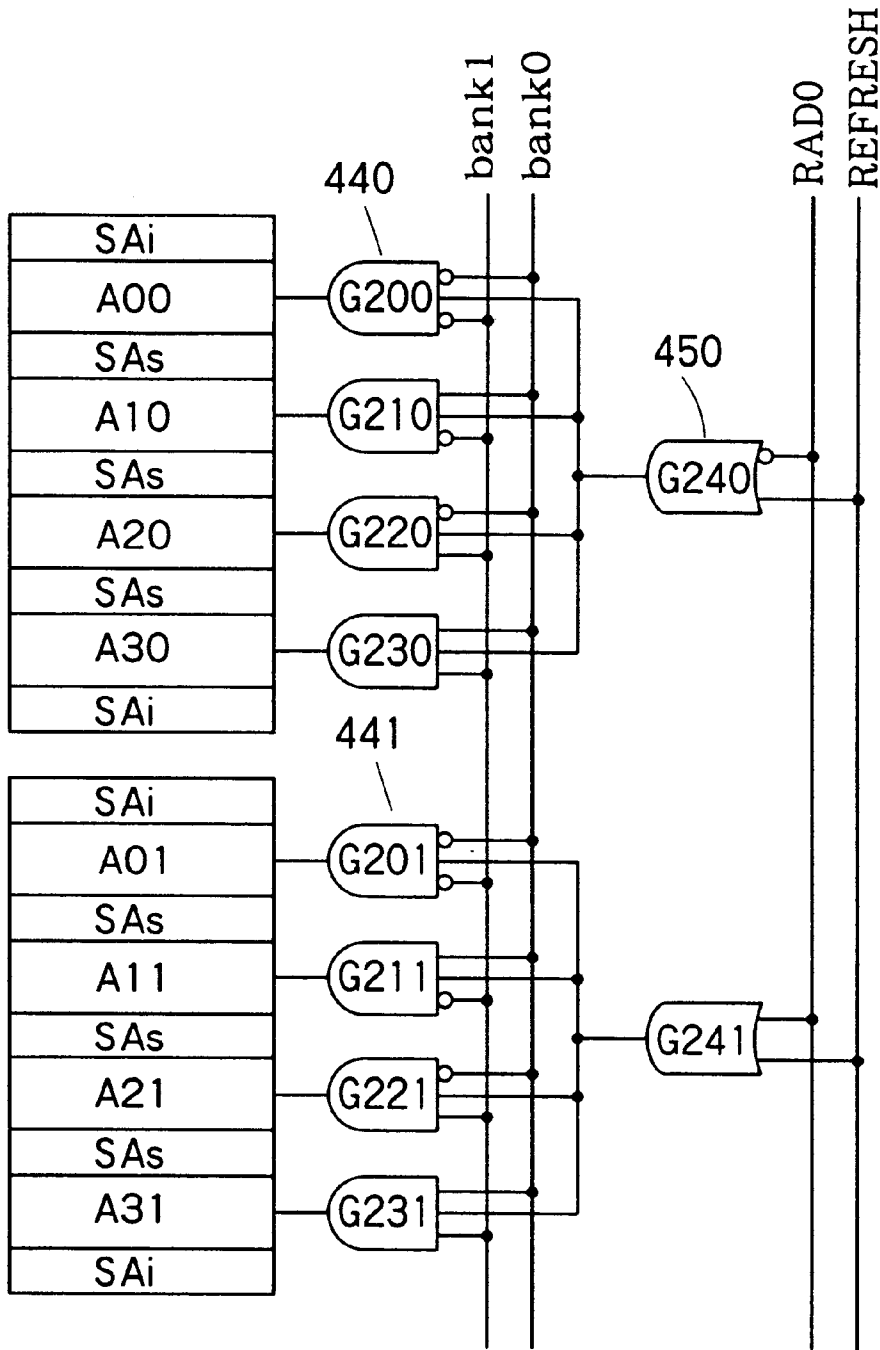 bank1
bank0
RAD0
REFRESH
440
SAi
A00
G200
SAs
450
A10
G210
SAs
G240
A20
G220
SAs
A30
G230
SAi
441
SAi
A01
G201
SAs
A11
G211
SAs
G241
A21
G221
SAs
A31
G231
SAi